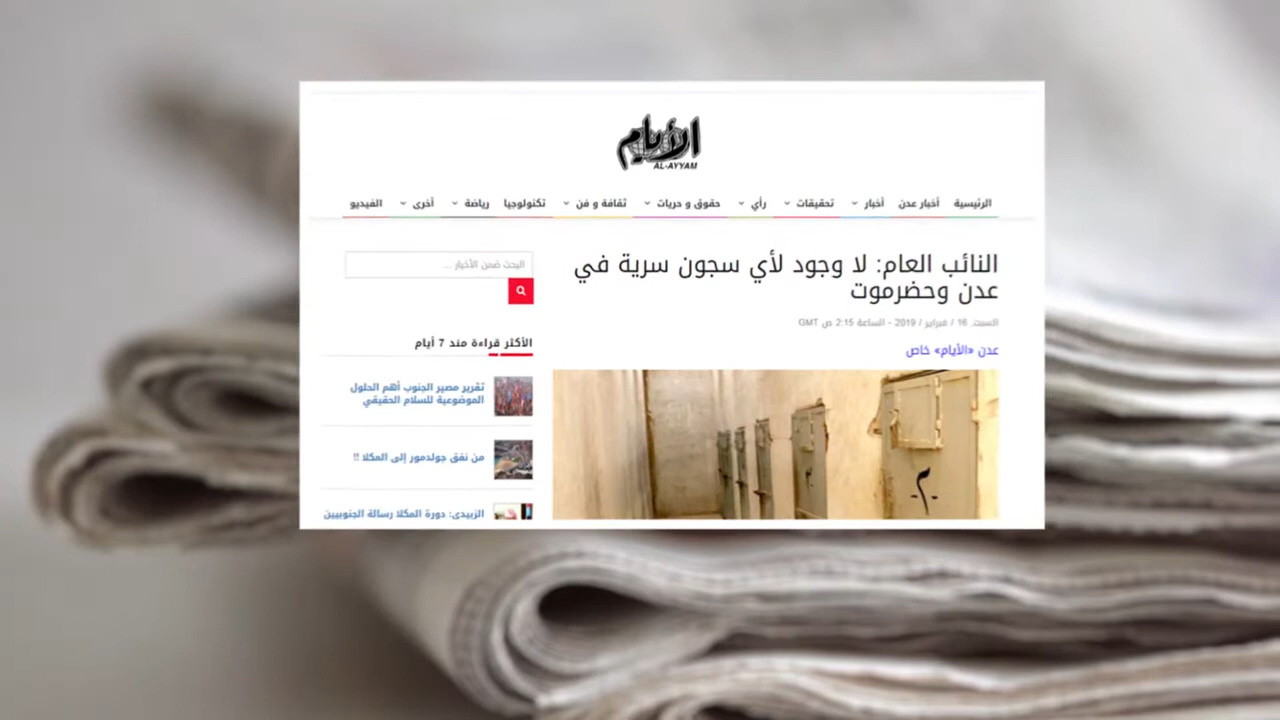 الأيام
AL-AYYAM
الرئيسية أخبار عدن أخبار تحقيقات رأي حقوق و حريات ثقافة و فن تكنولوجيا رياضة أخرى الفيديو
النائب العام: لا وجود لأي سجون سرية في
عدن وحضرموت
السبت, 16 / فبراير / 2019 - الساعة 2:15 ص GMT
عدن «الأيام» خاص
٢
البحث ضمن الأخبار ...
الأكثر قراءة منذ 7 أيام
تقرير مصير الجنوب أهم الحلول
الموضوعية للسلام الحقيقي
من نفق جولدمور إلى المكلا !!
الزبيدي: دورة المكلا رسالة الجنوبيين